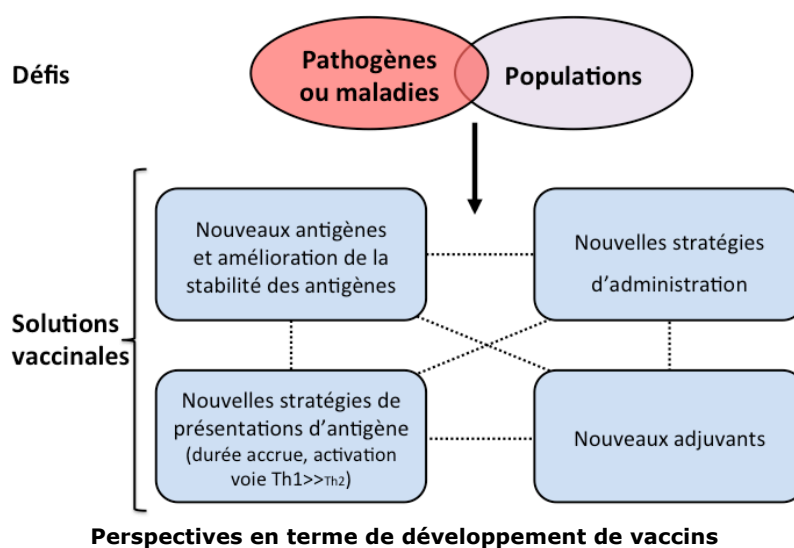 Défis
Pathogènes
ou maladies
Populations
Solutions
vaccinales
Nouveaux antigènes
et amélioration de la
stabilité des antigènes
Nouvelles stratégies
d’administration
Nouvelles stratégies de
présentations d’antigène
(durée accrue, activation
voie Th1>>Th2)
Nouveaux adjuvants
Perspectives en terme de développement de vaccins